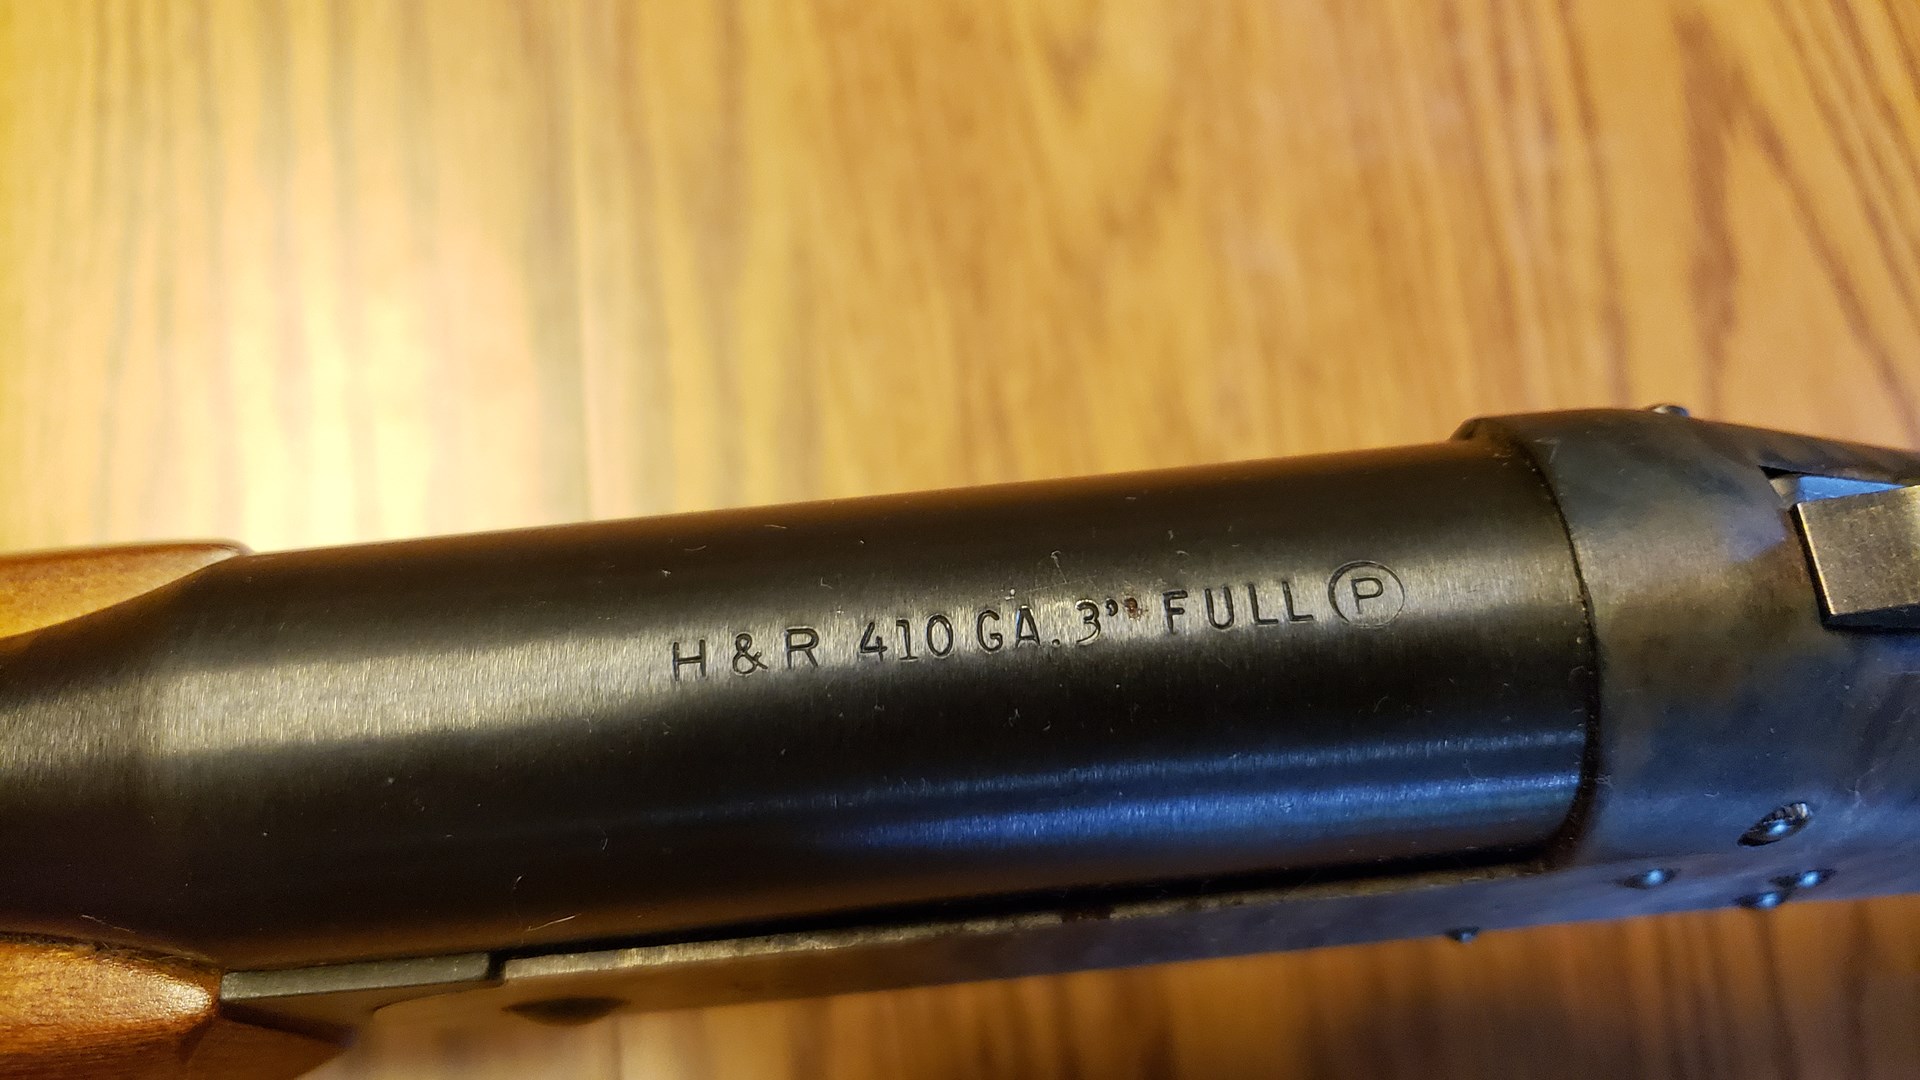 H & R 410 GA. 3" FULL Ⓟ